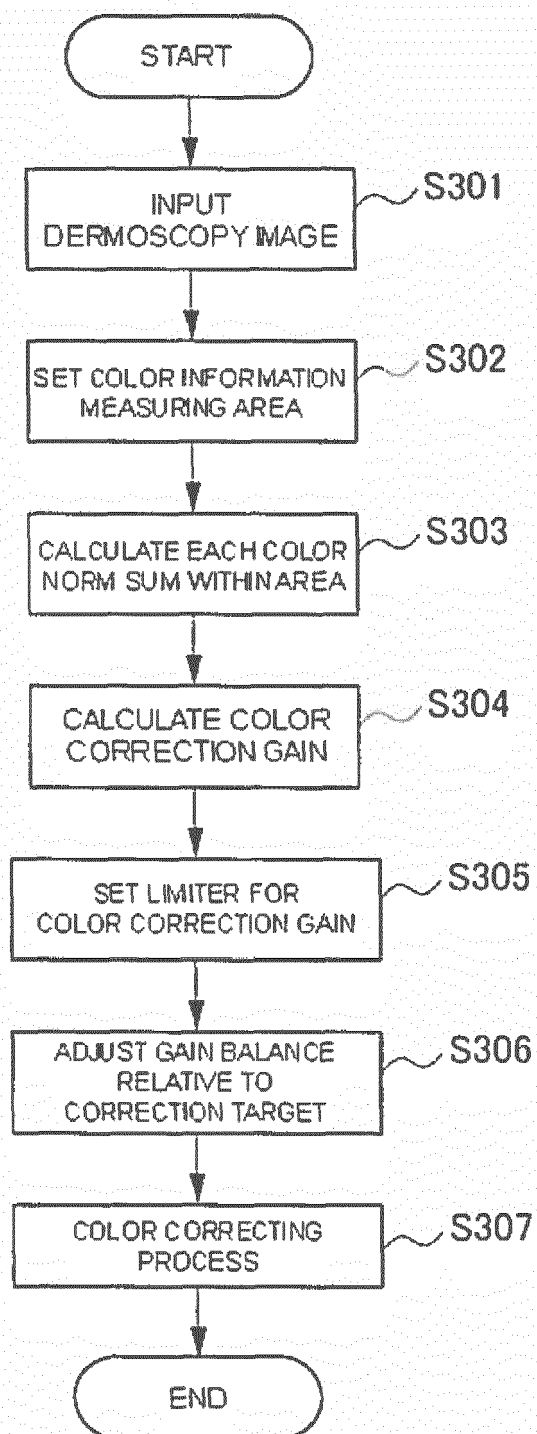 START
INPUT
DERMOSCOPY IMAGE
S301
SET COLOR INFORMATION
MEASURING AREA
S302
CALCULATE EACH COLOR
NORM SUM WITHIN AREA
S303
CALCULATE COLOR
CORRECTION GAIN
S304
SET LIMITER FOR
COLOR CORRECTION GAIN
S305
ADJUST GAIN BALANCE
RELATIVE TO
CORRECTION TARGET
S306
COLOR CORRECTING
PROCESS
S307
END